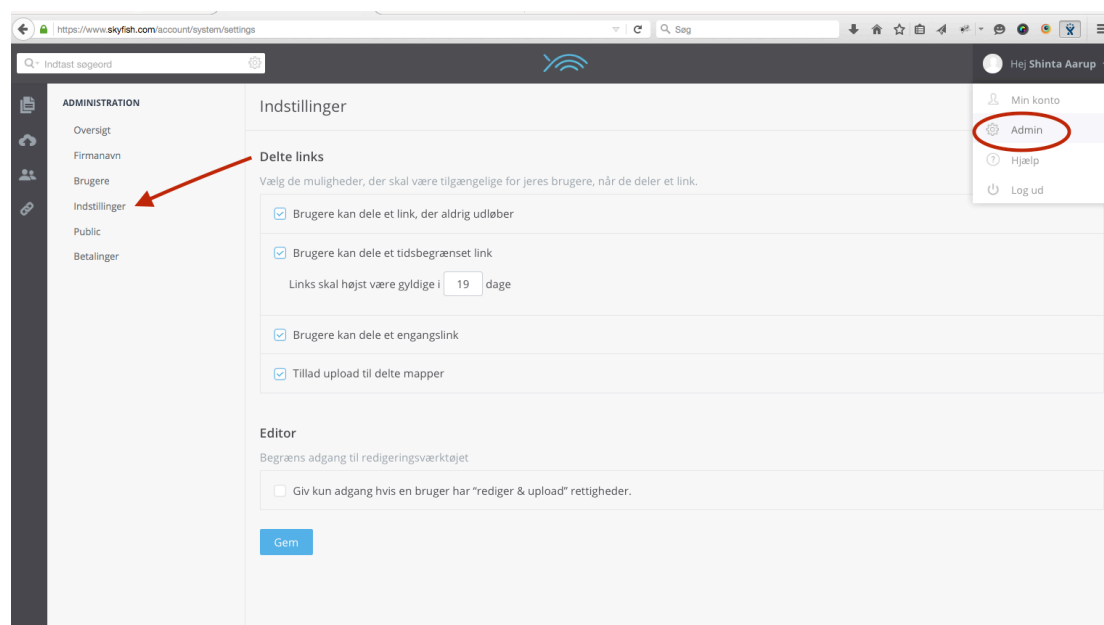 https://www.skyfish.com/account/system/settings
Søg
Indtast søgeord
Hej Shinta Aarup
Min konto
Admin
Hjælp
Log ud
ADMINISTRATION
Oversigt
Firmanavn
Brugere
Indstillinger
Public
Betalinger
Indstillinger
Delte links
Vælg de muligheder, der skal være tilgængelige for jeres brugere, når de deler et link.
Brugere kan dele et link, der aldrig udløber
Brugere kan dele et tidsbegrænset link
Links skal højst være gyldige i 19 dage
Brugere kan dele et engangslink
Tillad upload til delte mapper
Editor
Begræns adgang til redigeringsværktøjet
Giv kun adgang hvis en bruger har “rediger & upload” rettigheder.
Gem